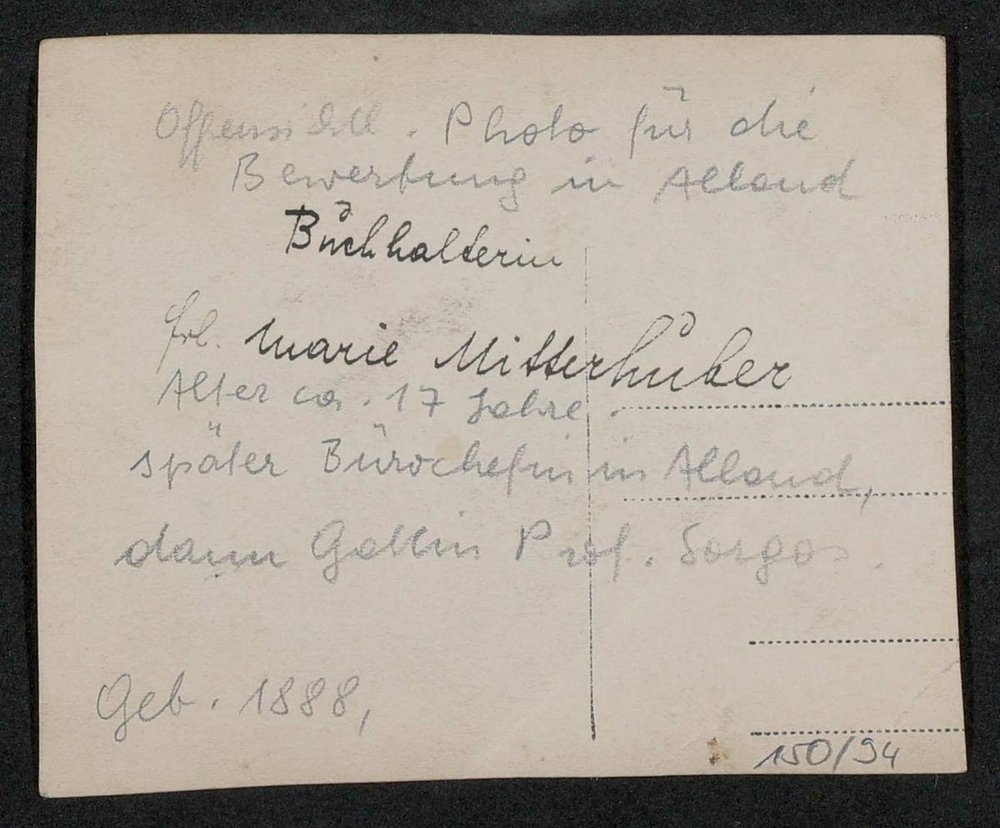 Offensichtl. Photo für die
Bewerbung in Alland
Buchhalterin
Frl. Marie Mitterhuber
Alter ca. 17 Jahre.
später Bürochefin in Alland,
dann Gattin Prof. Sorgos.
Geb. 1888,
150/94